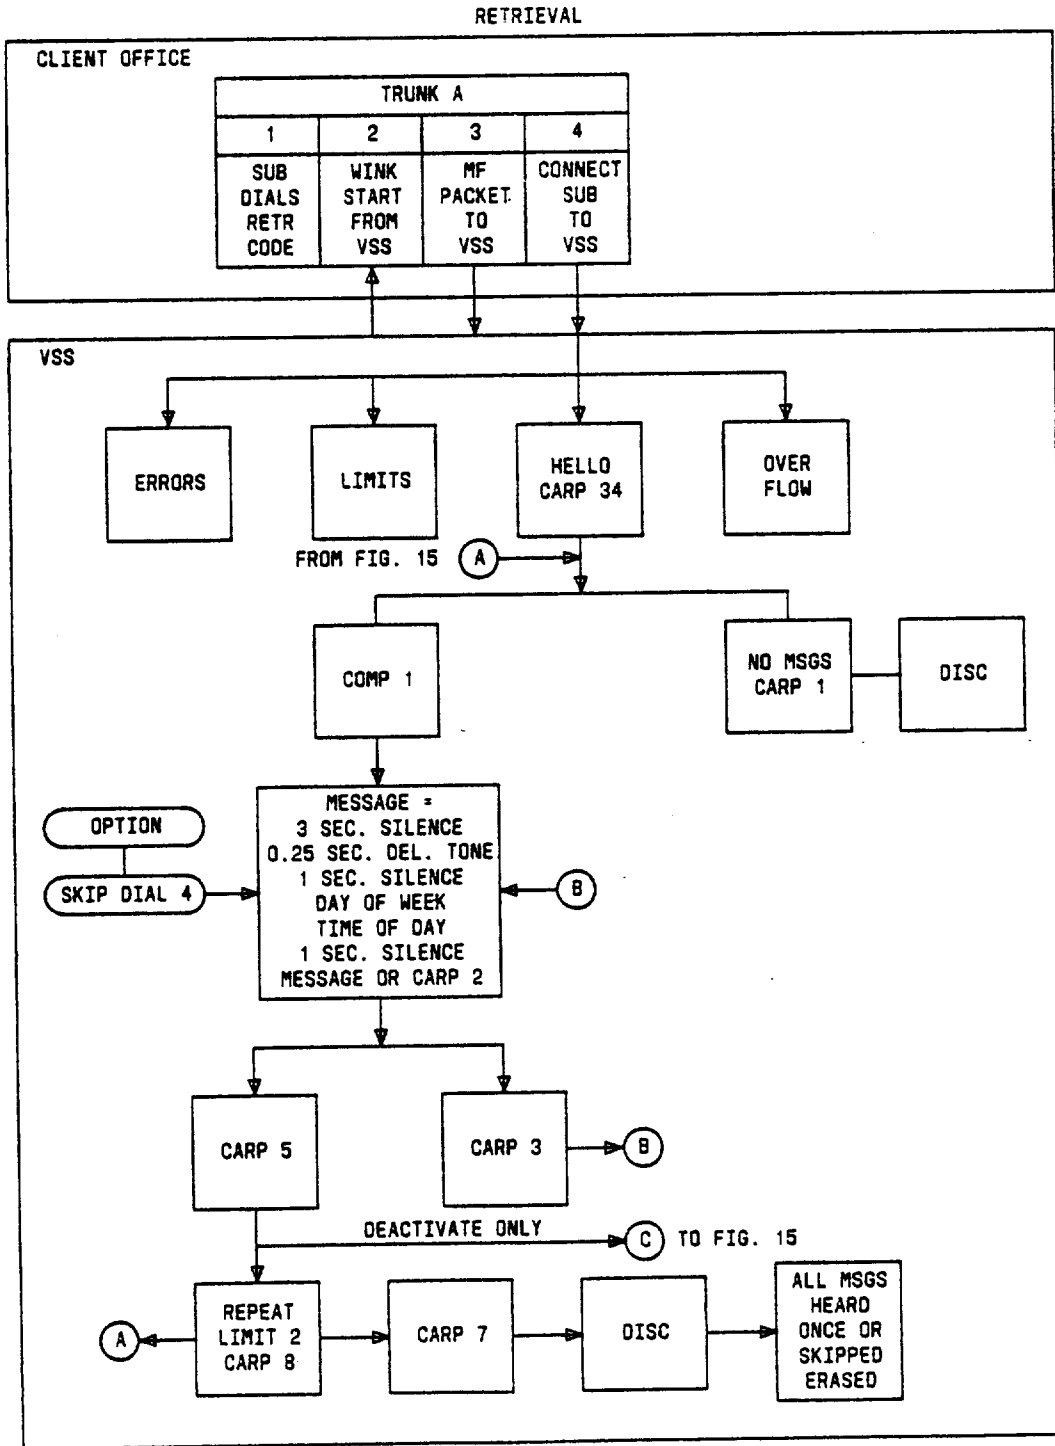 RETRIEVAL
CLIENT OFFICE
TRUNK A
1
2
3
4
SUB
DIALS
RETR
CODE
WINK
START
FROM
VSS
MF
PACKET
TO
VSS
CONNECT
SUB
TO
VSS
VSS
ERRORS
LIMITS
HELLO
CARP 34
OVER
FLOW
FROM FIG. 15
A
COMP 1
NO MSGS
CARP 1
DISC
OPTION
SKIP DIAL 4
MESSAGE =
3 SEC. SILENCE
0.25 SEC. DEL. TONE
1 SEC. SILENCE
DAY OF WEEK
TIME OF DAY
1 SEC. SILENCE
MESSAGE OR CARP 2
B
CARP 5
CARP 3
B
DEACTIVATE ONLY
C
TO FIG. 15
A
REPEAT
LIMIT 2
CARP 8
CARP 7
DISC
ALL MSGS
HEARD
ONCE OR
SKIPPED
ERASED